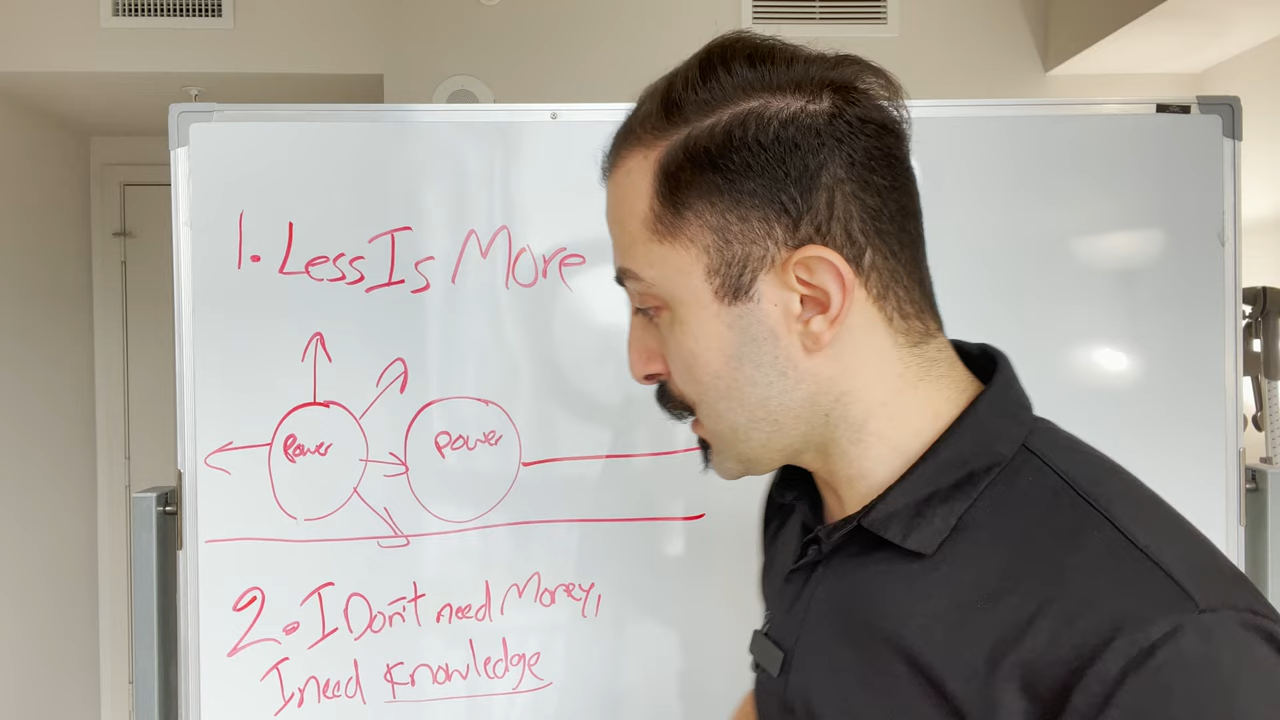 1. Less Is More
Power
Power
2. I Don't need Money,
I need Knowledge